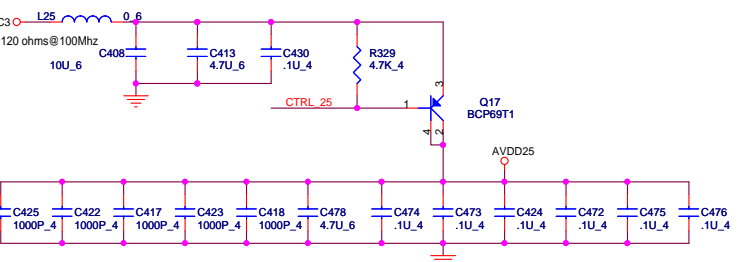 C3 L25 0_6
120 ohms@100Mhz
C408
10U_6
C413
4.7U_6
C430
.1U_4
R329
4.7K_4
3
CTRL_25 1
Q17
BCP69T1
4 2
AVDD25
C425
1000P_4
C422
1000P_4
C417
1000P_4
C423
1000P_4
C418
1000P_4
C478
4.7U_6
C474
.1U_4
C473
.1U_4
C424
.1U_4
C472
.1U_4
C475
.1U_4
C476
.1U_4